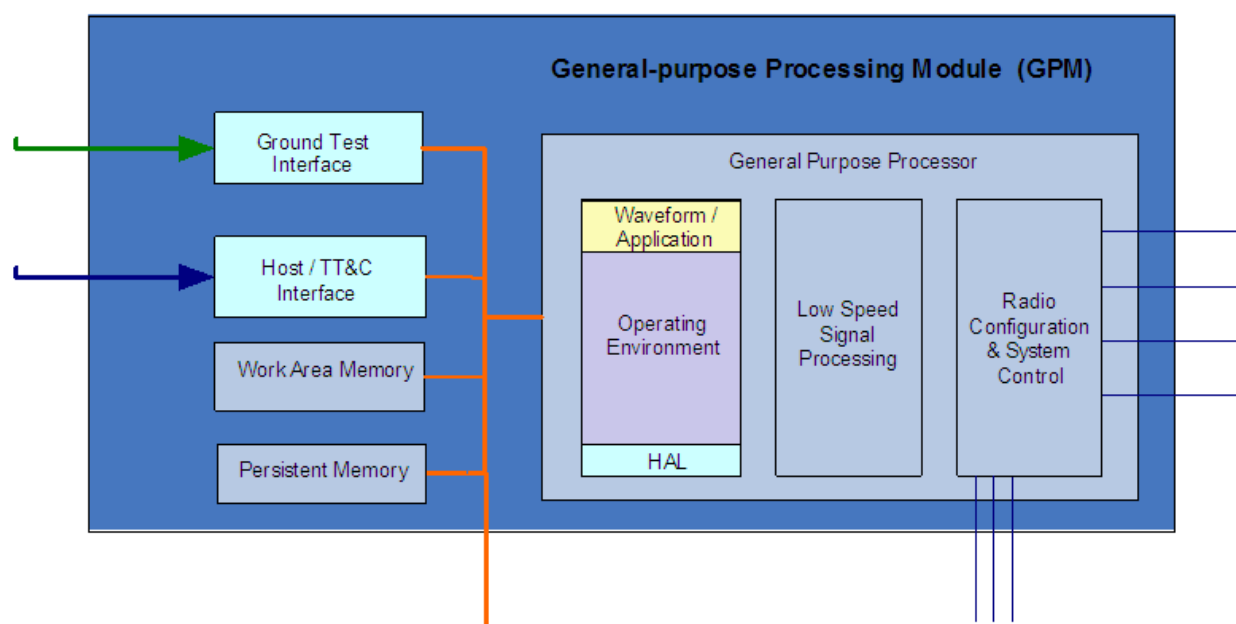 General-purpose Processing Module (GPM)
Ground Test
Interface
Host / TT&C
Interface
Work Area Memory
Persistent Memory
General Purpose Processor
Waveform /
Application
Operating
Environment
HAL
Low Speed
Signal
Processing
Radio
Configuration
& System
Control